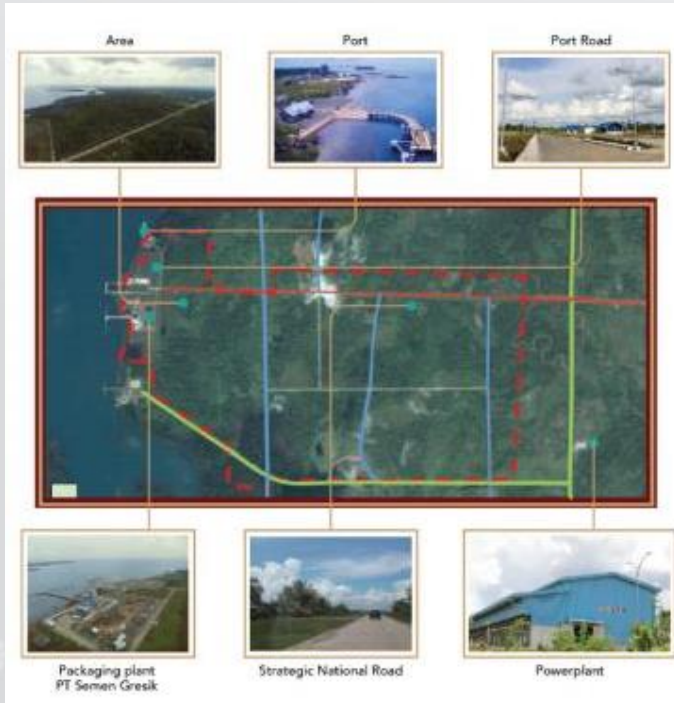 Area
Port
Port Road
Packaging plant
PT Semen Gresik
Strategic National Road
Powerplant